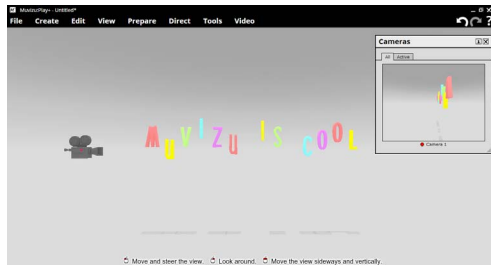 MuvizuPlay+ - Untitled*
File Create Edit View Prepare Direct Tools Video
Cameras
All Active
Camera 1
MUVIZU IS COOL
Move and steer the view. Look around. Move the view sideways and vertically.